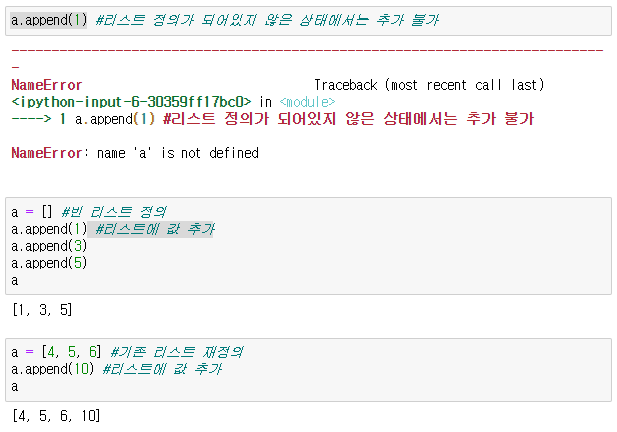 a.append(1) #리스트 정의가 되어있지 않은 상태에서는 추가 불가
---------------------------------------------------------------------------
NameError                                 Traceback (most recent call last)
<ipython-input-6-30359ff17bc0> in <module>
----> 1 a.append(1) #리스트 정의가 되어있지 않은 상태에서는 추가 불가
NameError: name 'a' is not defined
a = [] #빈 리스트 정의
a.append(1) #리스트에 값 추가
a.append(3)
a.append(5)
a
[1, 3, 5]
a = [4, 5, 6] #기존 리스트 재정의
a.append(10) #리스트에 값 추가
a
[4, 5, 6, 10]